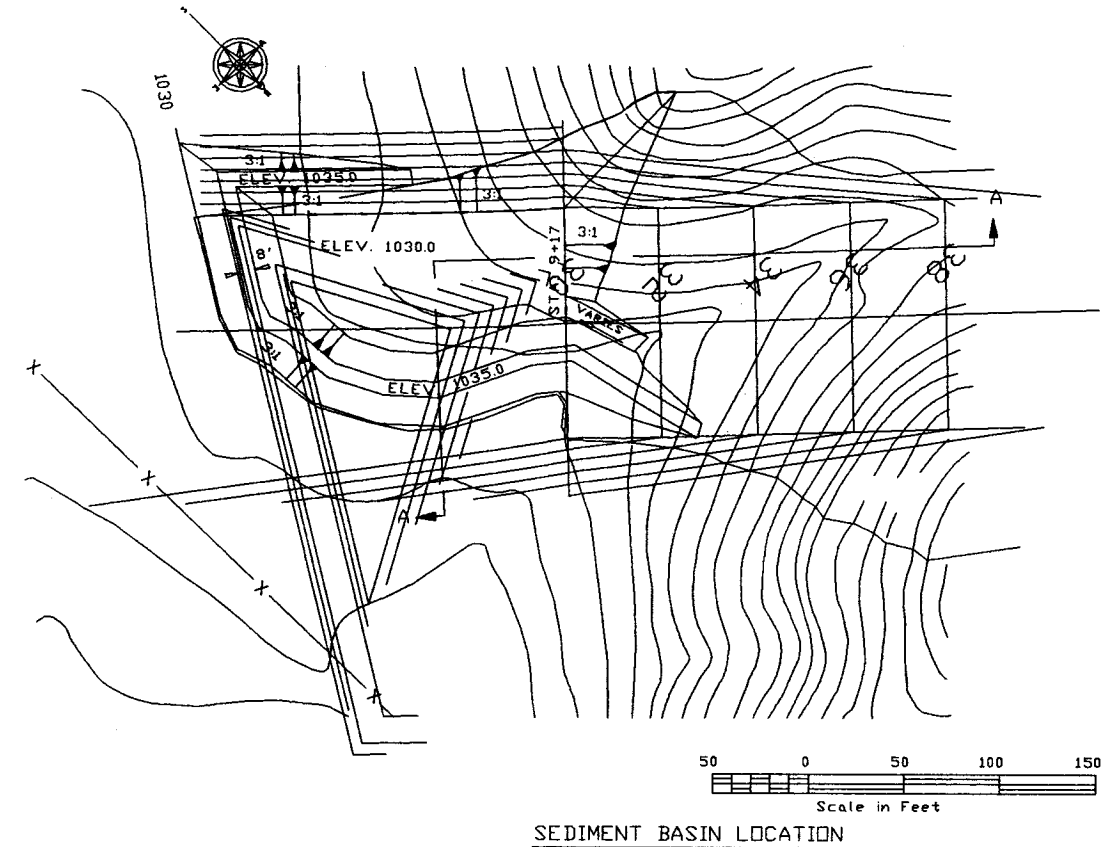 1030
3:1
ELEV. 1035.0
3:1
3:1
A
ELEV. 1030.0
3:1
8'
STA. 9+17
VARIES
3:1
ELEV. 1035.0
X
X
X
X
A
50 0 50 100 150
Scale in Feet
SEDIMENT BASIN LOCATION